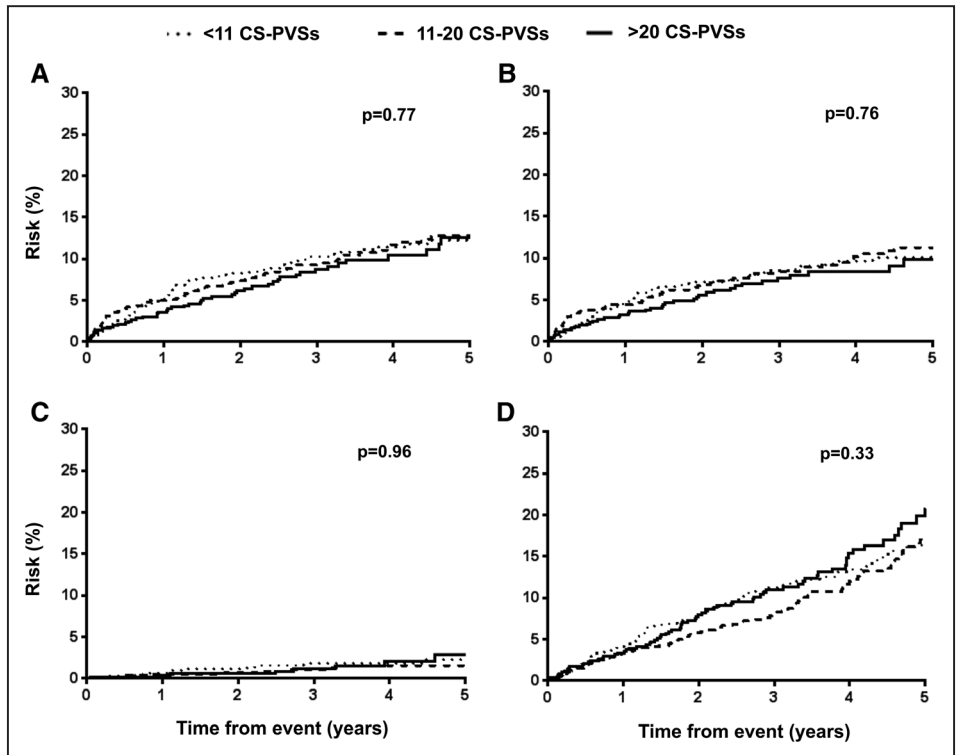 <11 CS-PVSs 11-20 CS-PVSs >20 CS-PVSs
A
30
25
20
15
10
5
0
Risk (%)
p=0.77
0 1 2 3 4 5
B
30
25
20
15
10
5
0
p=0.76
0 1 2 3 4 5
C
30
25
20
15
10
5
0
Risk (%)
p=0.96
0 1 2 3 4 5
Time from event (years)
D
30
25
20
15
10
5
0
p=0.33
0 1 2 3 4 5
Time from event (years)